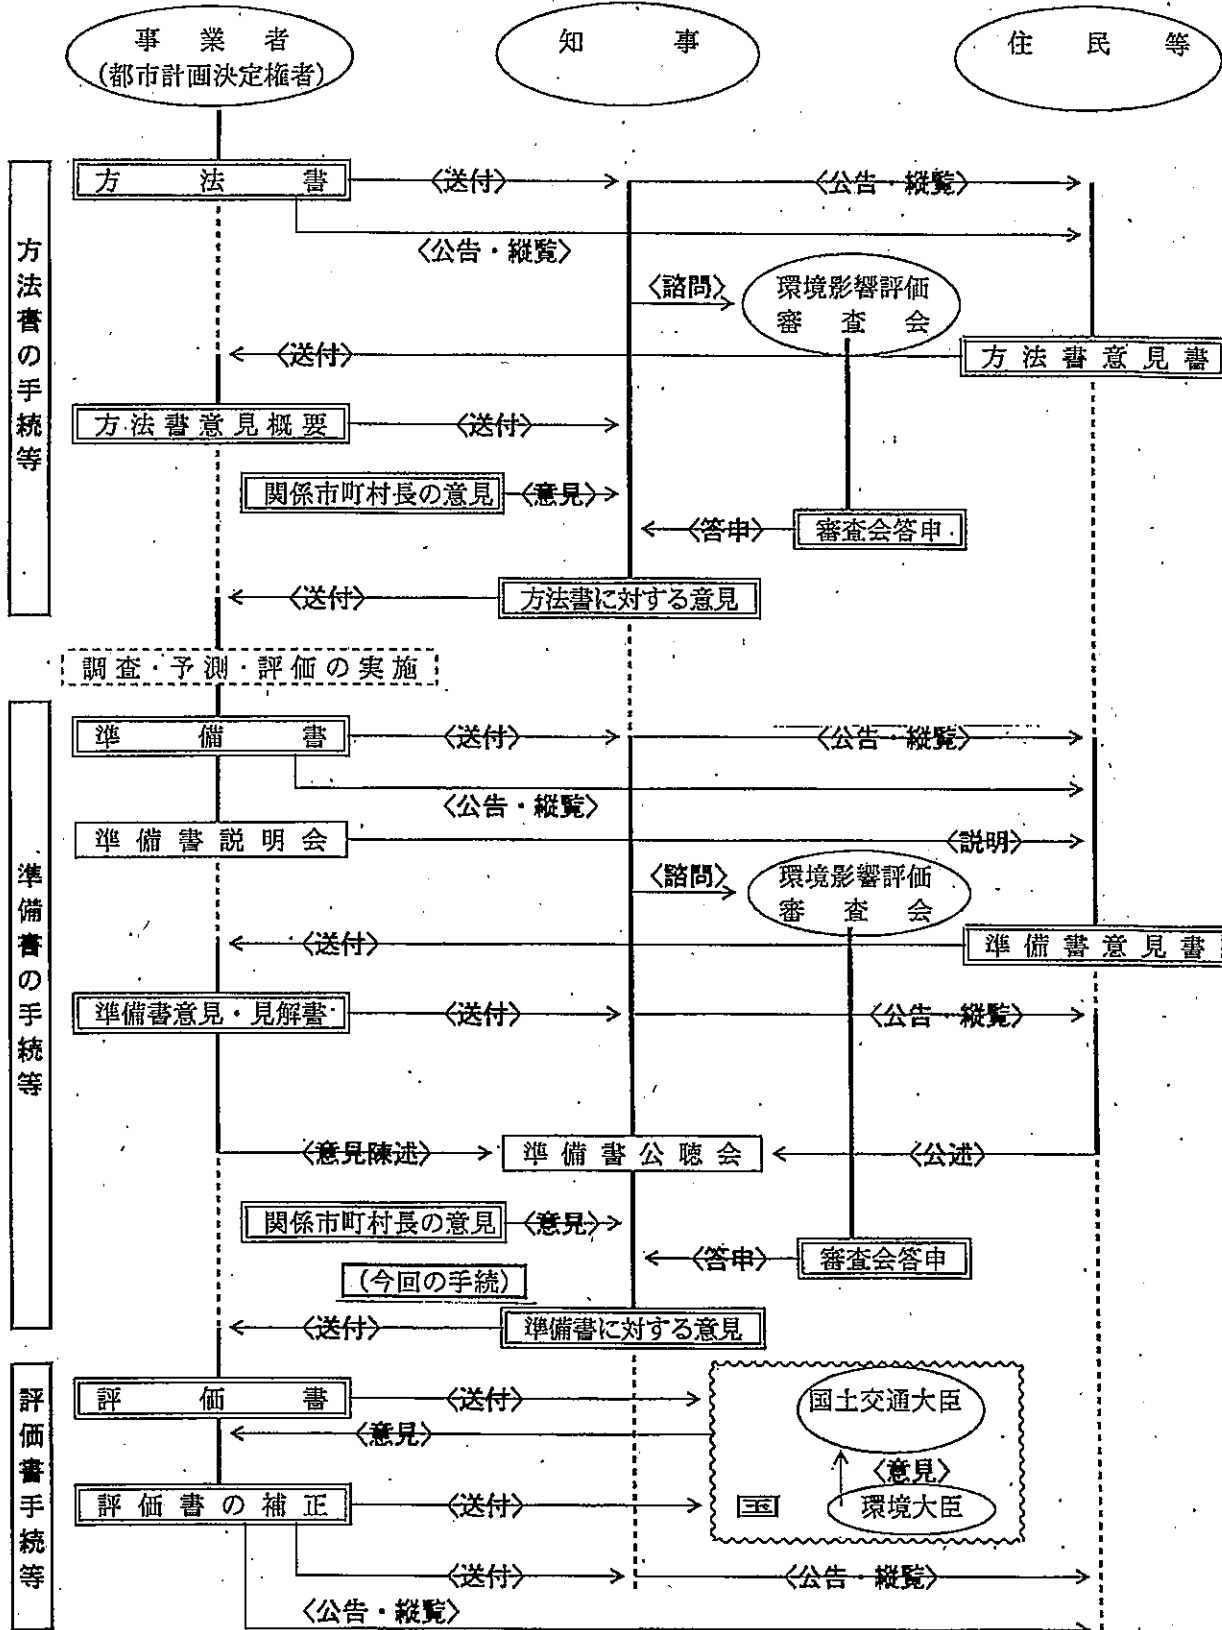 事業者
(都市計画決定権者)
知事
住民等
方法書の手続等
方法書
〈送付〉
〈公告・縦覧〉
〈公告・縦覧〉
〈諮問〉
環境影響評価
審査会
〈送付〉
方法書意見書
方法書意見概要
〈送付〉
関係市町村長の意見
〈意見〉
〈答申〉
審査会答申
〈送付〉
方法書に対する意見
調査・予測・評価の実施
準備書の手続等
準備書
〈送付〉
〈公告・縦覧〉
〈公告・縦覧〉
準備書説明会
〈説明〉
〈諮問〉
環境影響評価
審査会
〈送付〉
準備書意見書
準備書意見・見解書
〈送付〉
〈公告・縦覧〉
〈意見陳述〉
準備書公聴会
〈公述〉
関係市町村長の意見
〈意見〉
〈答申〉
審査会答申
(今回の手続)
〈送付〉
準備書に対する意見
評価書手続等
評価書
〈送付〉
国土交通大臣
〈意見〉
〈意見〉
評価書の補正
〈送付〉
国
環境大臣
〈送付〉
〈公告・縦覧〉
〈公告・縦覧〉